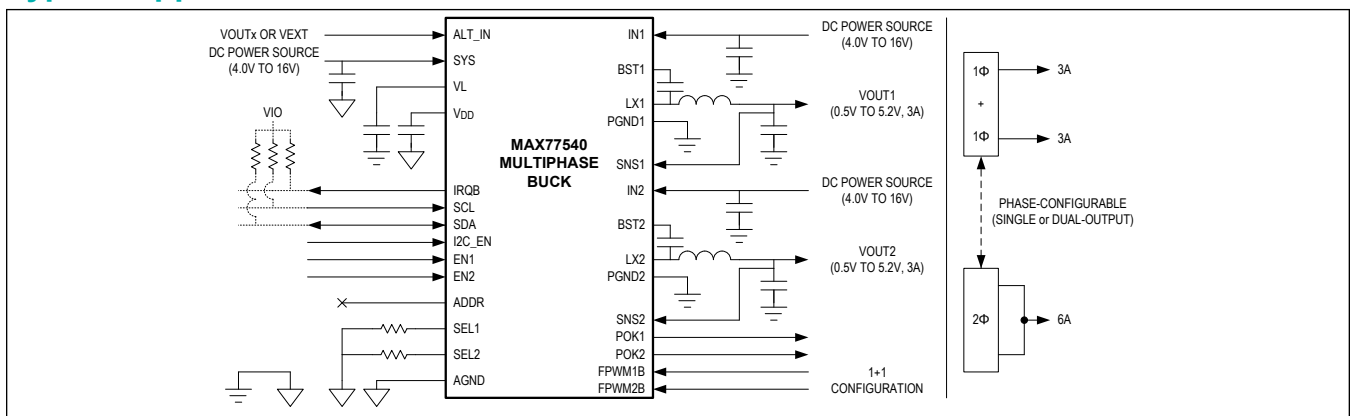 VOUTx OR VEXT
DC POWER SOURCE
(4.0V TO 16V)
VIO
ALT_IN
SYS
VL
VDD
IRQB
SCL
SDA
I2C_EN
EN1
EN2
ADDR
SEL1
SEL2
AGND
MAX77540
MULTIPHASE
BUCK
IN1
BST1
LX1
PGND1
SNS1
IN2
BST2
LX2
PGND2
SNS2
POK1
POK2
FPWM1B
FPWM2B
DC POWER SOURCE
(4.0V TO 16V)
VOUT1
(0.5V TO 5.2V, 3A)
DC POWER SOURCE
(4.0V TO 16V)
VOUT2
(0.5V TO 5.2V, 3A)
1+1
CONFIGURATION
1Φ
+
1Φ
3A
3A
PHASE-CONFIGURABLE
(SINGLE or DUAL-OUTPUT)
2Φ
6A